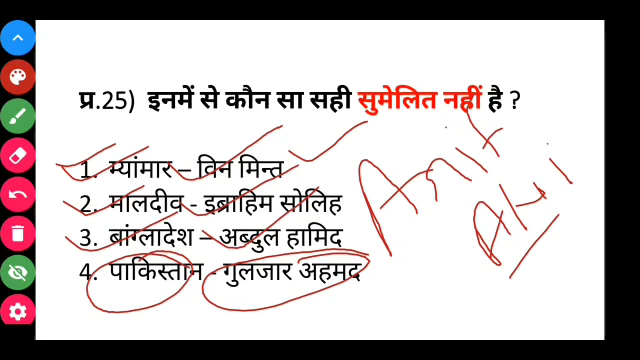 प्र.25) इनमें से कौन सा सही सुमेलित नहीं है ?
1. म्यांमार – विन मिन्त
2. मालदीव - इब्राहिम सोलिह
3. बांग्लादेश – अब्दुल हामिद
4. पाकिस्तान - गुलजार अहमद